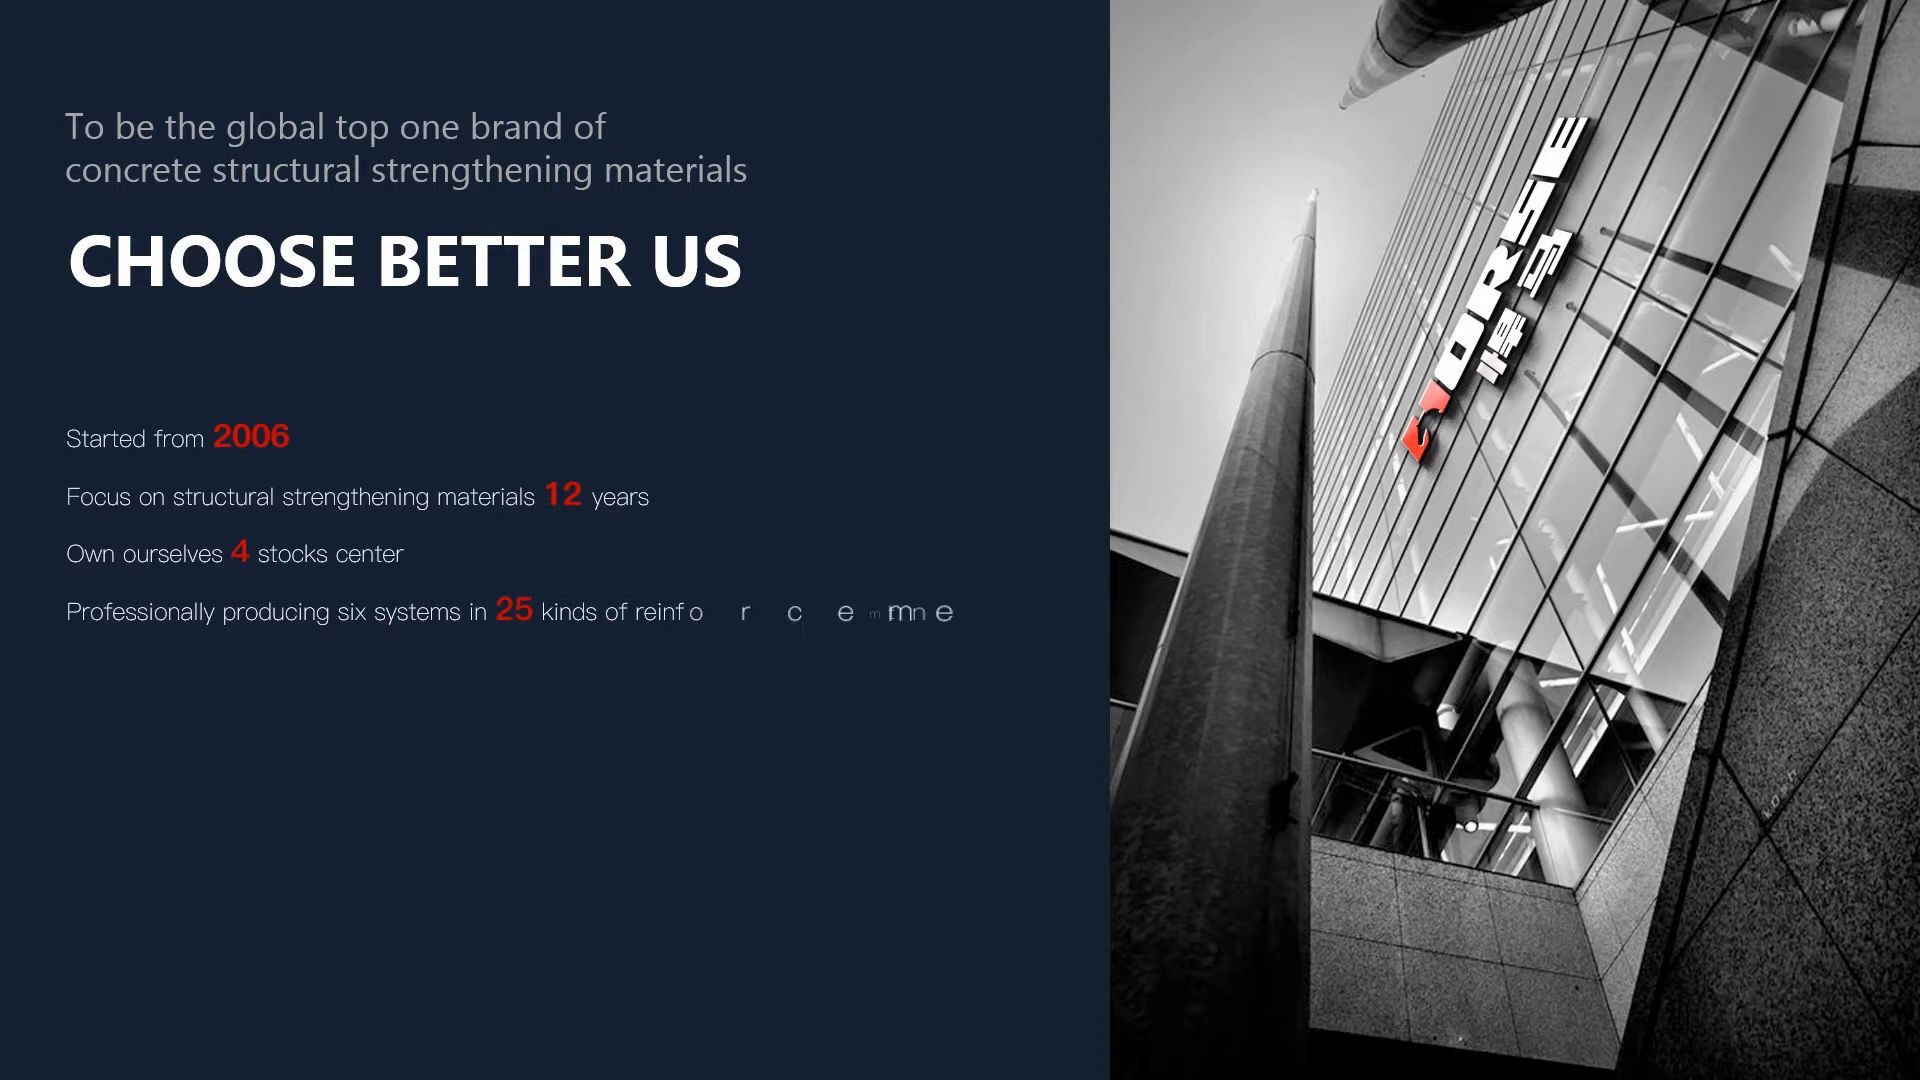 To be the global top one brand of
concrete structural strengthening materials
CHOOSE BETTER US
Started from 2006
Focus on structural strengthening materials 12 years
Own ourselves 4 stocks center
Professionally producing six systems in 25 kinds of
HORSE
悍马